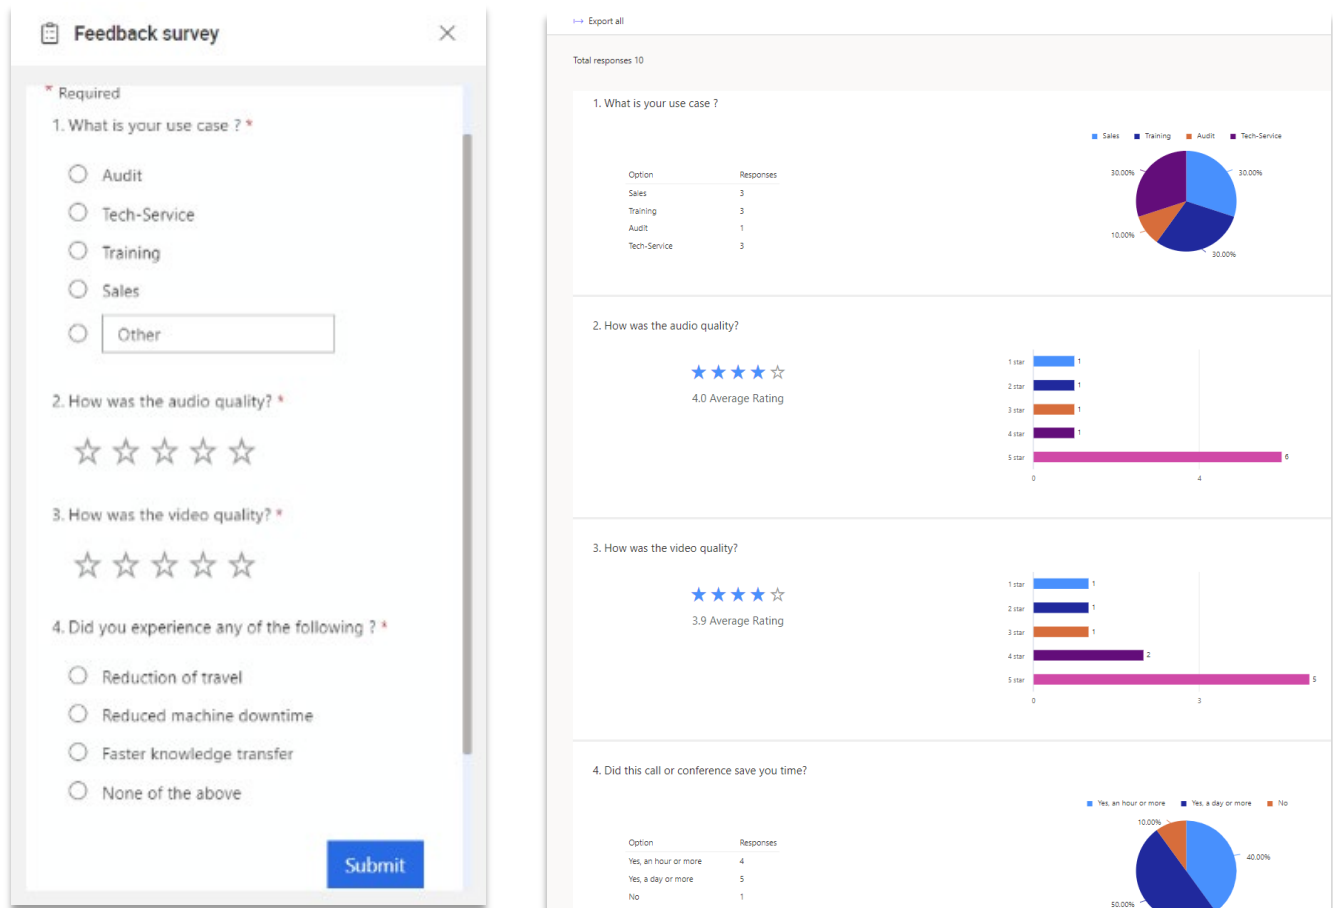 Feedback survey
* Required
1. What is your use case ? *
Audit
Tech-Service
Training
Sales
Other
2. How was the audio quality? *
3. How was the video quality? *
4. Did you experience any of the following ? *
Reduction of travel
Reduced machine downtime
Faster knowledge transfer
None of the above
Submit
Export all
Total responses 10
1. What is your use case ?
Sales Training Audit Tech-Service
Option Responses
Sales 3
Training 3
Audit 1
Tech-Service 3
30.00% 30.00%
10.00%
30.00%
2. How was the audio quality?
4.0 Average Rating
1 star 1
2 star 1
3 star 1
4 star 1
5 star 6
0 4
3. How was the video quality?
3.9 Average Rating
1 star 1
2 star 1
3 star 1
4 star 2
5 star 5
0 3
4. Did this call or conference save you time?
Yes, an hour or more Yes, a day or more No
Option Responses
Yes, an hour or more 4
Yes, a day or more 5
No 1
10.00%
40.00%
50.00%